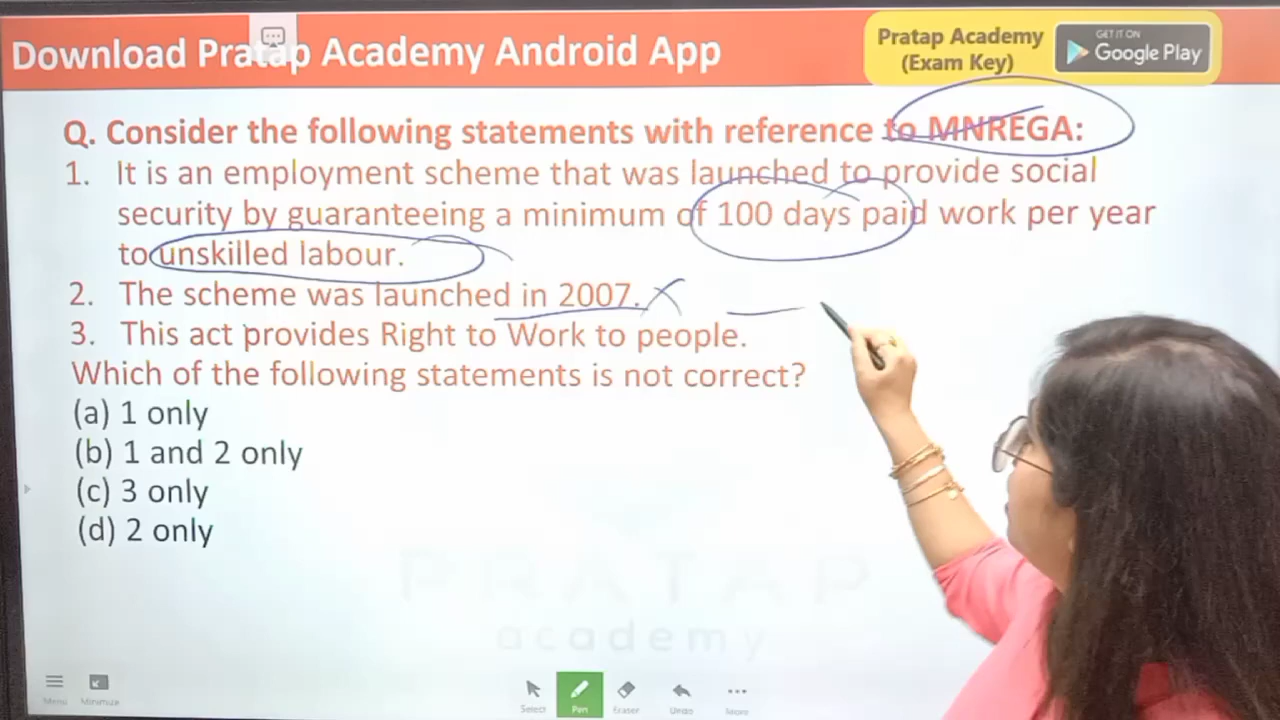 Download Pratap Academy Android App
Pratap Academy
(Exam Key)
GET IT ON
Google Play
Q. Consider the following statements with reference to MNREGA:
1. It is an employment scheme that was launched to provide social
security by guaranteeing a minimum of 100 days paid work per year
to unskilled labour.
2. The scheme was launched in 2007.
3. This act provides Right to Work to people.
Which of the following statements is not correct?
(a) 1 only
(b) 1 and 2 only
(c) 3 only
(d) 2 only
PRATAP
academy
Menu
Minimize
Select
Pen
Eraser
Undo
More